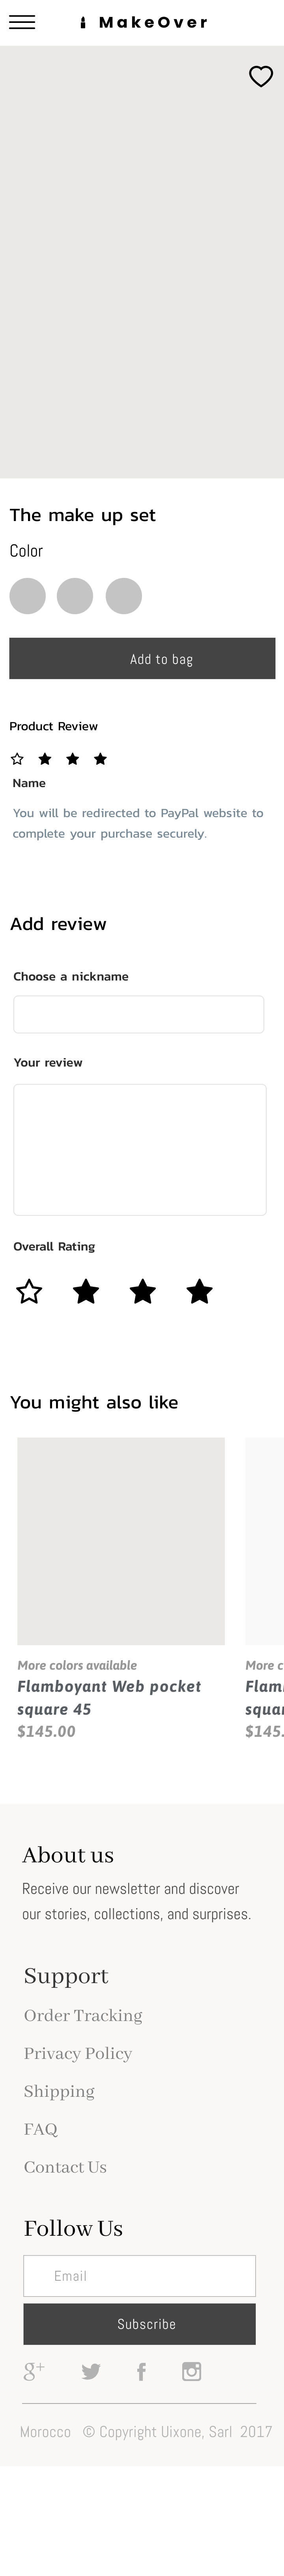 MakeOver
The make up set
Color
Add to bag
Product Review
Name
You will be redirected to PayPal website to
complete your purchase securely.
Add review
Choose a nickname
Your review
Overall Rating
You might also like
More colors available
Flamboyant Web pocket
square 45
$145.00
More c
Flam
squar
$145.
About us
Receive our newsletter and discover
our stories, collections, and surprises.
Support
Order Tracking
Privacy Policy
Shipping
FAQ
Contact Us
Follow Us
Email
Subscribe
Morocco © Copyright Uixone, Sarl 2017